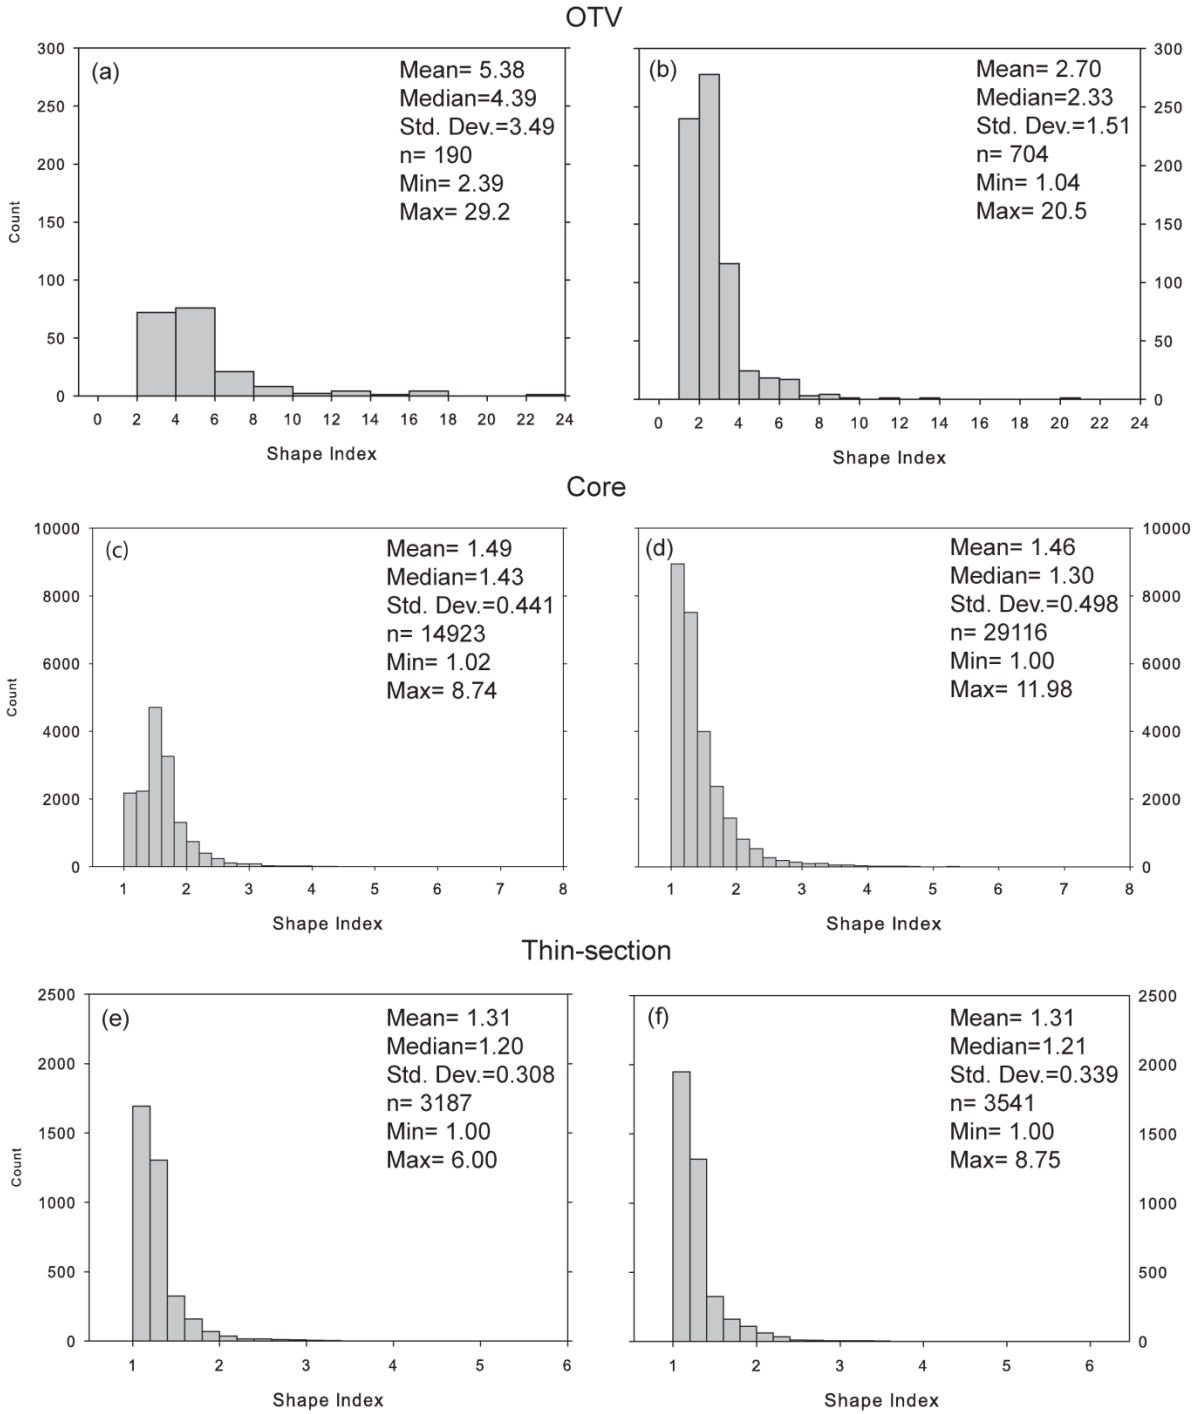 OTV
(a)
Mean= 5.38
Median=4.39
Std. Dev.=3.49
n= 190
Min= 2.39
Max= 29.2
300
250
200
150
100
50
0
Count
0 2 4 6 8 10 12 14 16 18 20 22 24
Shape Index
(b)
Mean= 2.70
Median=2.33
Std. Dev.=1.51
n= 704
Min= 1.04
Max= 20.5
300
250
200
150
100
50
0
0 2 4 6 8 10 12 14 16 18 20 22 24
Shape Index
Core
(c)
Mean= 1.49
Median=1.43
Std. Dev.=0.441
n= 14923
Min= 1.02
Max= 8.74
10000
8000
6000
4000
2000
0
Count
1 2 3 4 5 6 7 8
Shape Index
(d)
Mean= 1.46
Median= 1.30
Std. Dev.=0.498
n= 29116
Min= 1.00
Max= 11.98
10000
8000
6000
4000
2000
0
1 2 3 4 5 6 7 8
Shape Index
Thin-section
(e)
Mean= 1.31
Median=1.20
Std. Dev.=0.308
n= 3187
Min= 1.00
Max= 6.00
2500
2000
1500
1000
500
0
Count
1 2 3 4 5 6
Shape Index
(f)
Mean= 1.31
Median=1.21
Std. Dev.=0.339
n= 3541
Min= 1.00
Max= 8.75
2500
2000
1500
1000
500
0
1 2 3 4 5 6
Shape Index